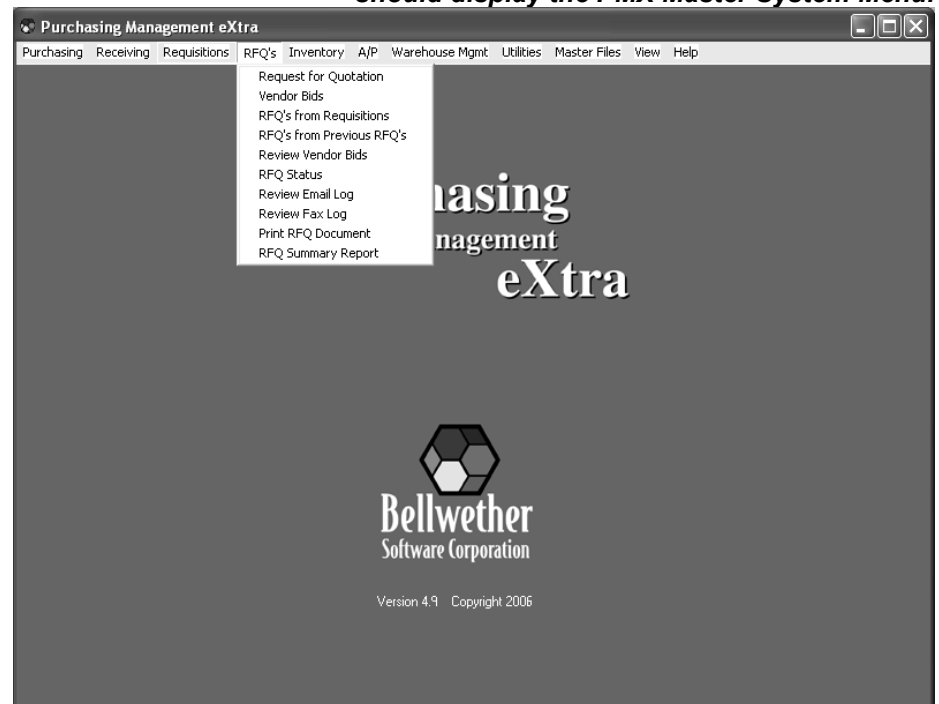 should display the PMX Master System Menu.
Purchasing Management eXtra
Purchasing Receiving Requisitions RFQ's Inventory A/P Warehouse Mgmt Utilities Master Files View Help
Request for Quotation
Vendor Bids
RFQ's from Requisitions
RFQ's from Previous RFQ's
Review Vendor Bids
RFQ Status
Review Email Log
Review Fax Log
Print RFQ Document
RFQ Summary Report
hasing
nagement
eXtra
Bellwether
Software Corporation
Version 4.9 Copyright 2006